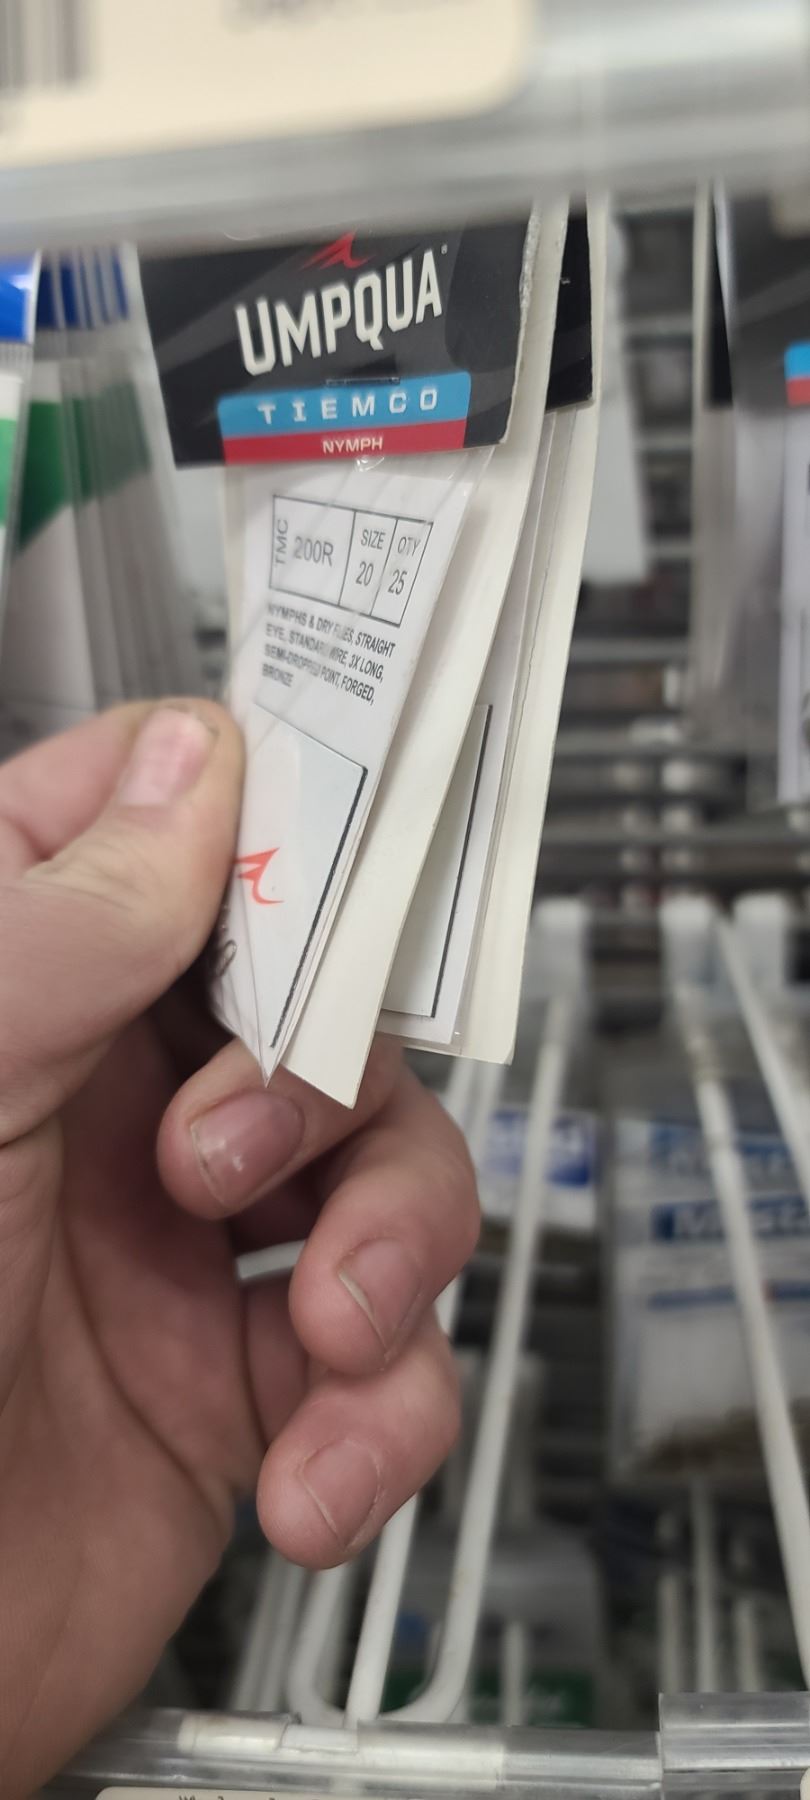 UMPQUA®
TIEMCO
NYMPH
TMC 200R SIZE 20 QTY 25
NYMPHS & DRY FLIES, STRAIGHT
EYE, STANDARD WIRE, 3X LONG,
SEMI-DROPPED POINT, FORGED,
BRONZE